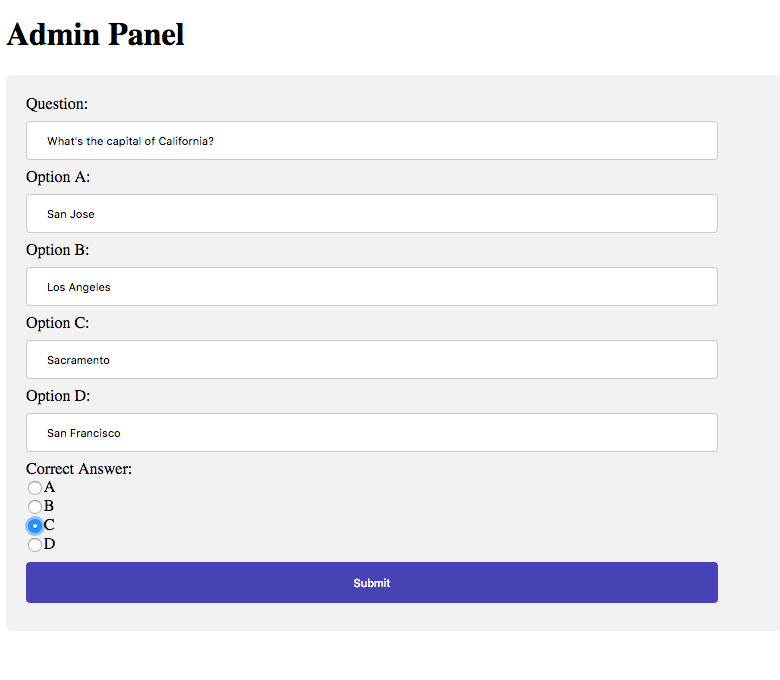 Admin Panel
Question:
What's the capital of California?
Option A:
San Jose
Option B:
Los Angeles
Option C:
Sacramento
Option D:
San Francisco
Correct Answer:
A
B
C
D
Submit